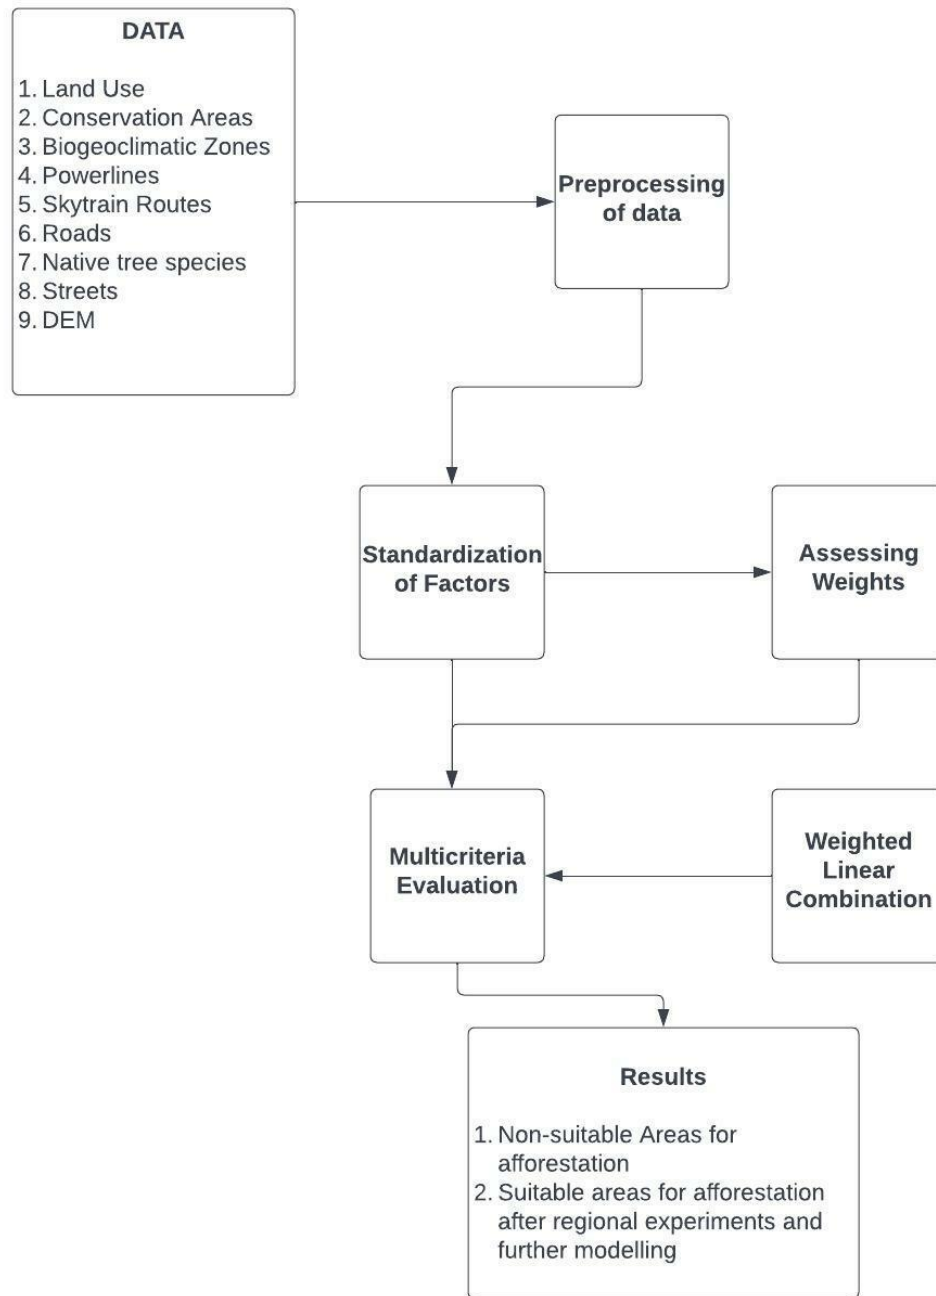 DATA
1. Land Use
2. Conservation Areas
3. Biogeoclimatic Zones
4. Powerlines
5. Skytrain Routes
6. Roads
7. Native tree species
8. Streets
9. DEM
Preprocessing
of data
Standardization
of Factors
Assessing
Weights
Multicriteria
Evaluation
Weighted
Linear
Combination
Results
1. Non-suitable Areas for
afforestation
2. Suitable areas for afforestation
after regional experiments and
further modelling